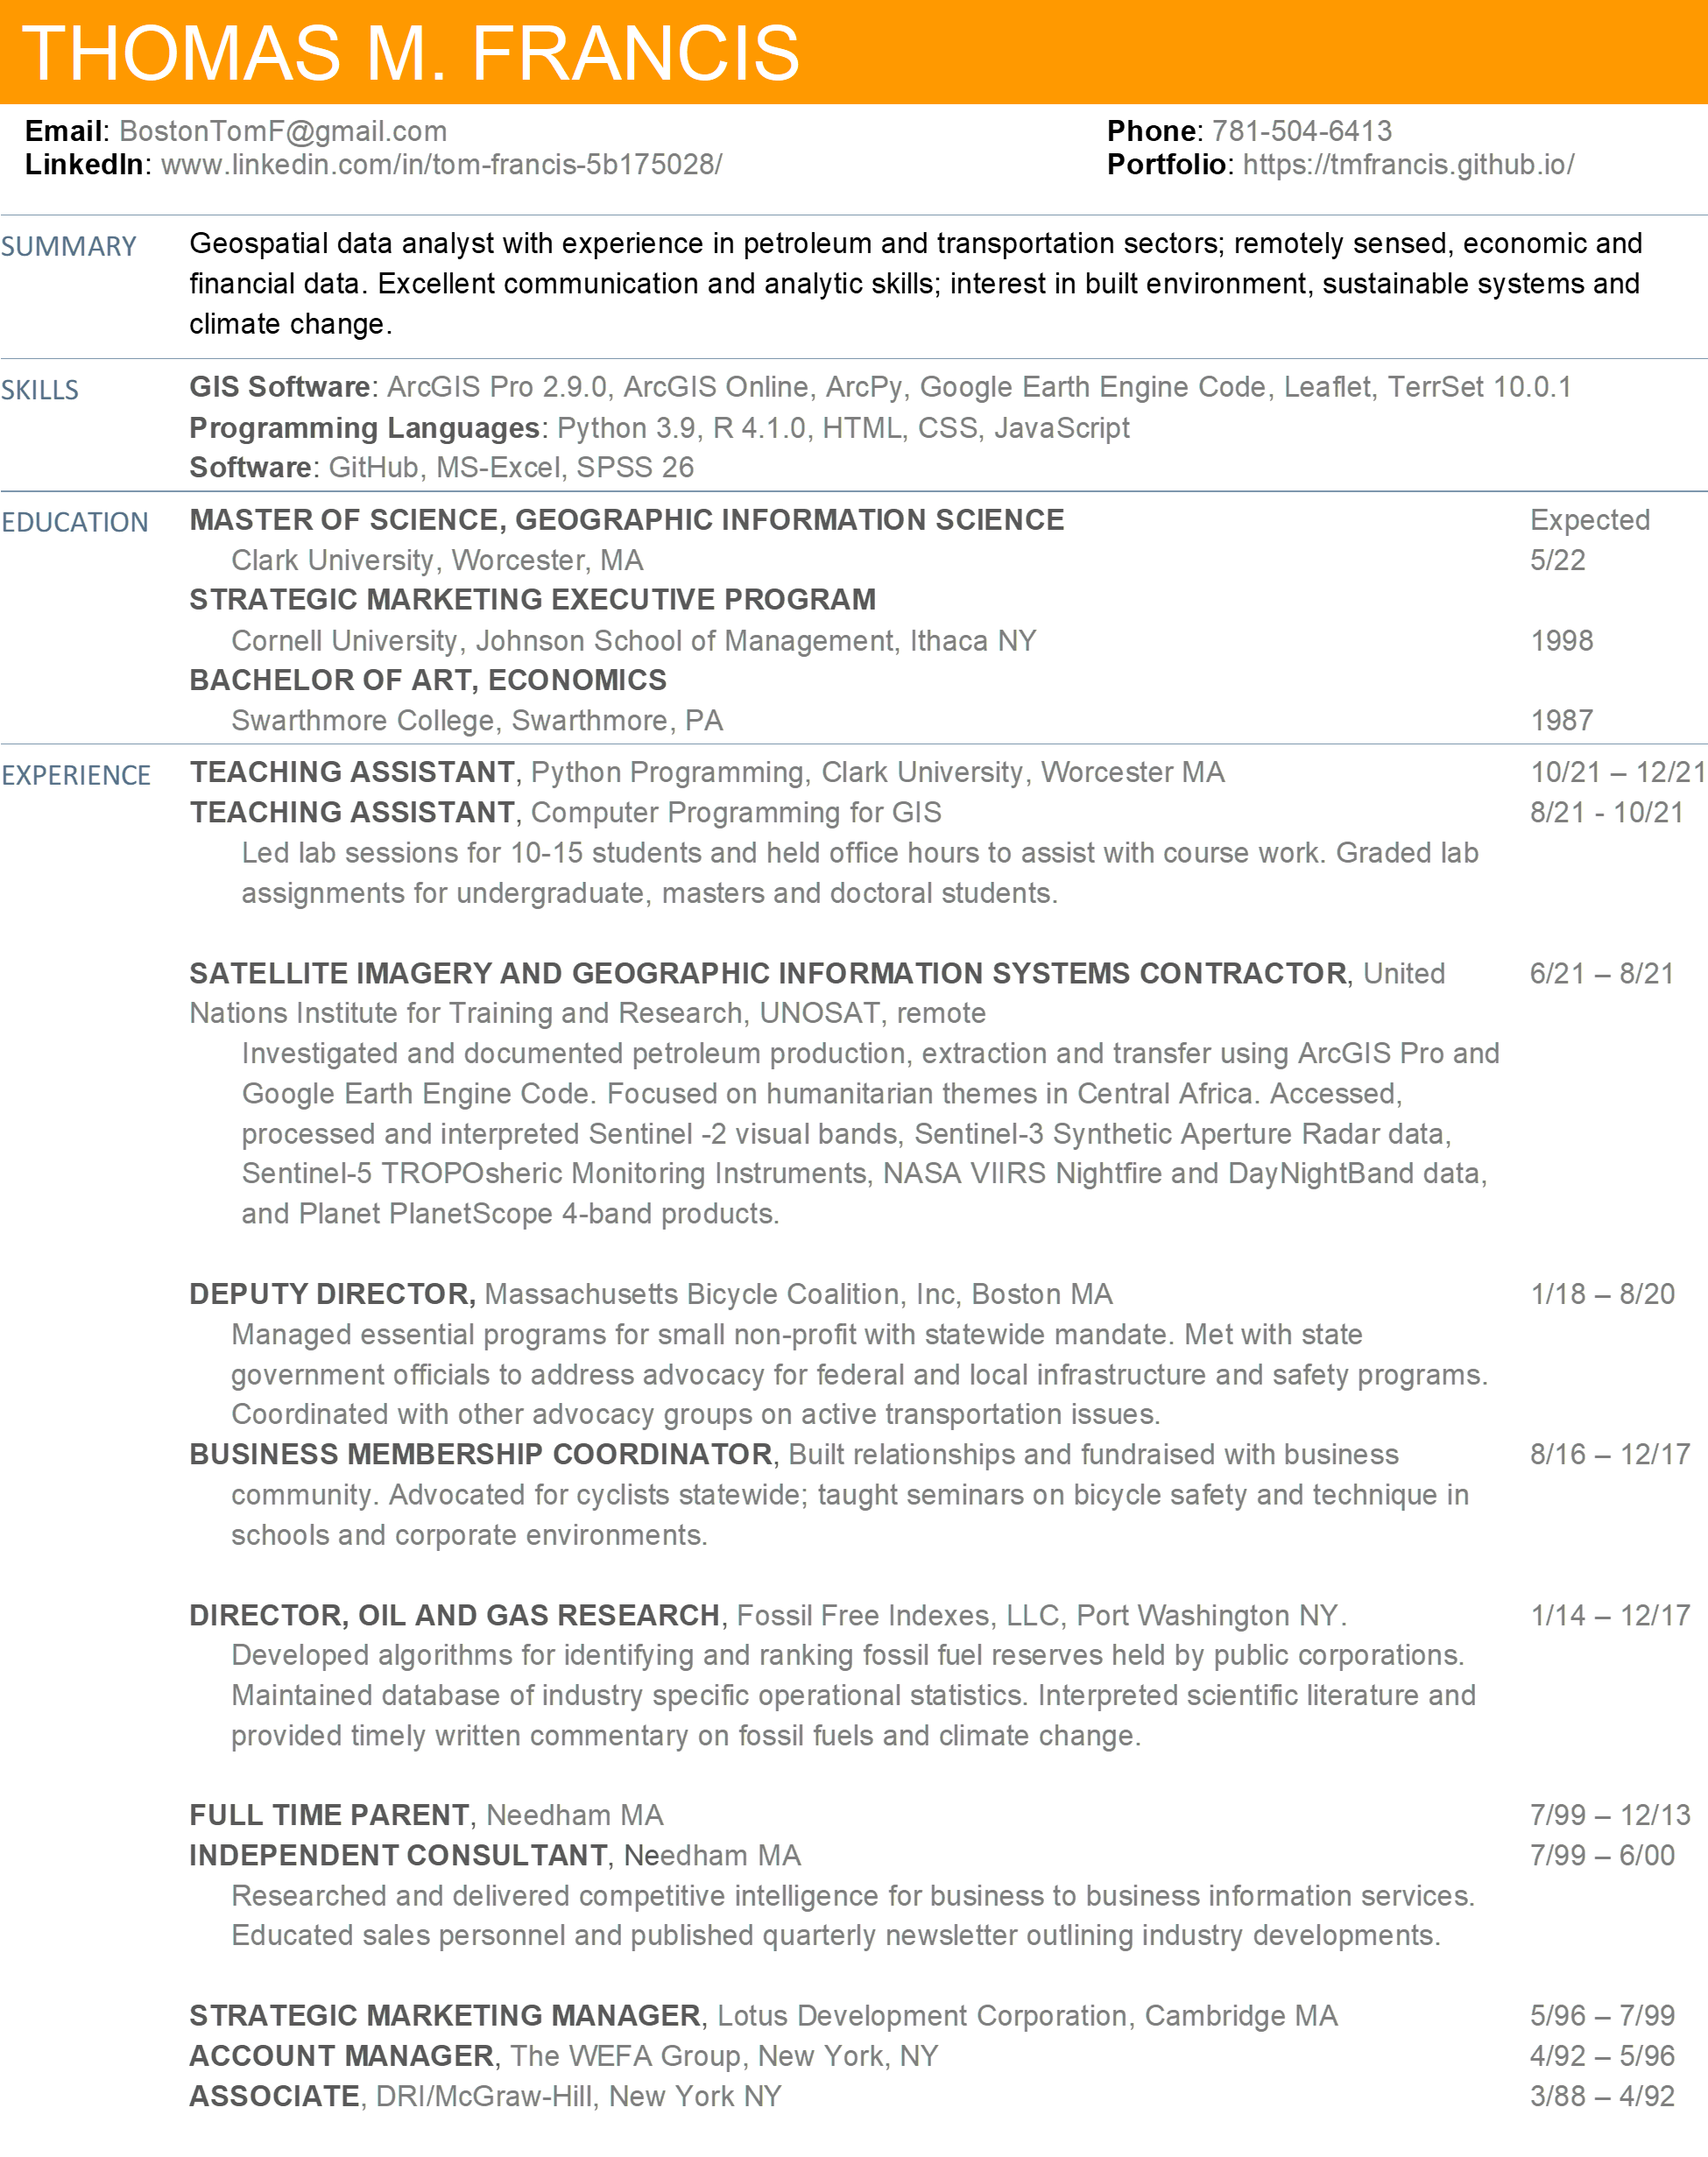 THOMAS M. FRANCIS
Email: BostonTomF@gmail.com Phone: 781-504-6413
LinkedIn: www.linkedin.com/in/tom-francis-5b175028/ Portfolio: https://tmfrancis.github.io/
SUMMARY Geospatial data analyst with experience in petroleum and transportation sectors; remotely sensed, economic and
financial data. Excellent communication and analytic skills; interest in built environment, sustainable systems and
climate change.
SKILLS GIS Software: ArcGIS Pro 2.9.0, ArcGIS Online, ArcPy, Google Earth Engine Code, Leaflet, TerrSet 10.0.1
Programming Languages: Python 3.9, R 4.1.0, HTML, CSS, JavaScript
Software: GitHub, MS-Excel, SPSS 26
EDUCATION MASTER OF SCIENCE, GEOGRAPHIC INFORMATION SCIENCE Expected
Clark University, Worcester, MA 5/22
STRATEGIC MARKETING EXECUTIVE PROGRAM
Cornell University, Johnson School of Management, Ithaca NY 1998
BACHELOR OF ART, ECONOMICS
Swarthmore College, Swarthmore, PA 1987
EXPERIENCE TEACHING ASSISTANT, Python Programming, Clark University, Worcester MA 10/21 – 12/21
TEACHING ASSISTANT, Computer Programming for GIS 8/21 - 10/21
Led lab sessions for 10-15 students and held office hours to assist with course work. Graded lab
assignments for undergraduate, masters and doctoral students.
SATELLITE IMAGERY AND GEOGRAPHIC INFORMATION SYSTEMS CONTRACTOR, United 6/21 – 8/21
Nations Institute for Training and Research, UNOSAT, remote
Investigated and documented petroleum production, extraction and transfer using ArcGIS Pro and
Google Earth Engine Code. Focused on humanitarian themes in Central Africa. Accessed,
processed and interpreted Sentinel -2 visual bands, Sentinel-3 Synthetic Aperture Radar data,
Sentinel-5 TROPOsheric Monitoring Instruments, NASA VIIRS Nightfire and DayNightBand data,
and Planet PlanetScope 4-band products.
DEPUTY DIRECTOR, Massachusetts Bicycle Coalition, Inc, Boston MA 1/18 – 8/20
Managed essential programs for small non-profit with statewide mandate. Met with state
government officials to address advocacy for federal and local infrastructure and safety programs.
Coordinated with other advocacy groups on active transportation issues.
BUSINESS MEMBERSHIP COORDINATOR, Built relationships and fundraised with business 8/16 – 12/17
community. Advocated for cyclists statewide; taught seminars on bicycle safety and technique in
schools and corporate environments.
DIRECTOR, OIL AND GAS RESEARCH, Fossil Free Indexes, LLC, Port Washington NY. 1/14 – 12/17
Developed algorithms for identifying and ranking fossil fuel reserves held by public corporations.
Maintained database of industry specific operational statistics. Interpreted scientific literature and
provided timely written commentary on fossil fuels and climate change.
FULL TIME PARENT, Needham MA 7/99 – 12/13
INDEPENDENT CONSULTANT, Needham MA 7/99 – 6/00
Researched and delivered competitive intelligence for business to business information services.
Educated sales personnel and published quarterly newsletter outlining industry developments.
STRATEGIC MARKETING MANAGER, Lotus Development Corporation, Cambridge MA 5/96 – 7/99
ACCOUNT MANAGER, The WEFA Group, New York, NY 4/92 – 5/96
ASSOCIATE, DRI/McGraw-Hill, New York NY 3/88 – 4/92